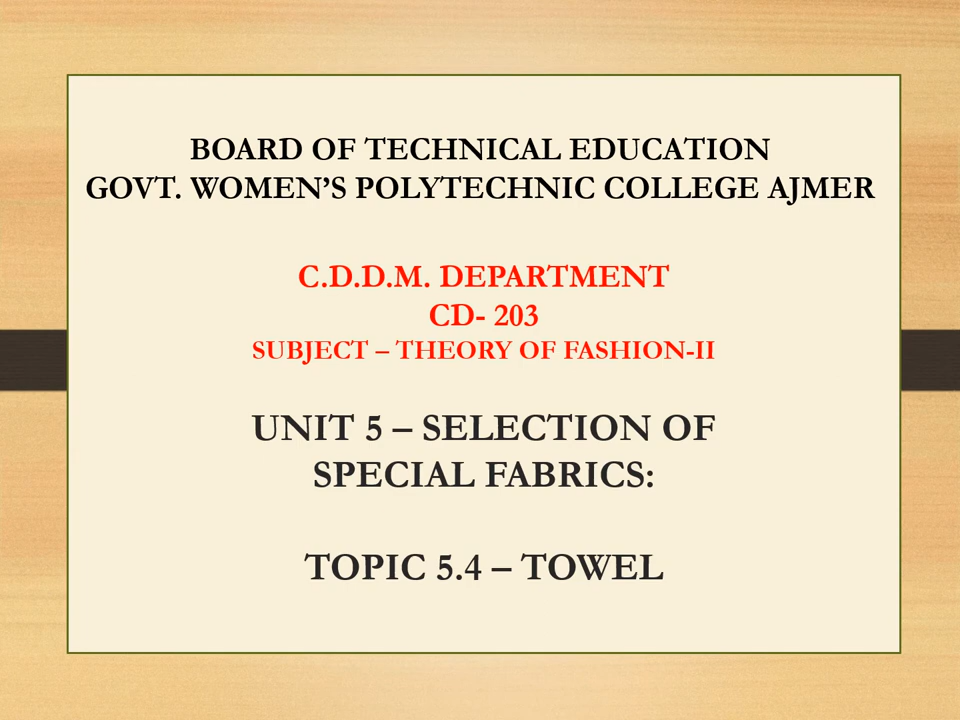 BOARD OF TECHNICAL EDUCATION
GOVT. WOMEN’S POLYTECHNIC COLLEGE AJMER
C.D.D.M. DEPARTMENT
CD- 203
SUBJECT – THEORY OF FASHION-II
UNIT 5 – SELECTION OF
SPECIAL FABRICS:
TOPIC 5.4 – TOWEL